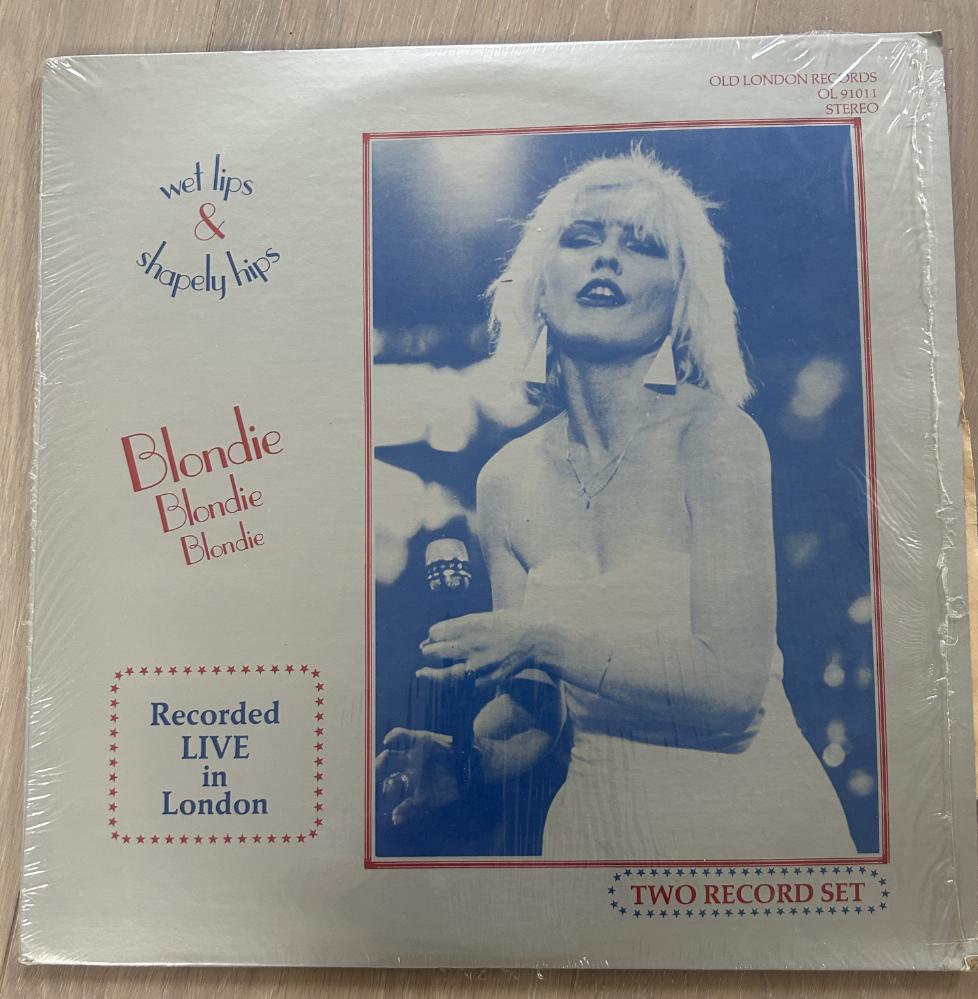 OLD LONDON RECORDS
OL 91011
STEREO
wet lips
&
shapely hips
Blondie
Blondie
Blondie
Recorded
LIVE
in
London
TWO RECORD SET